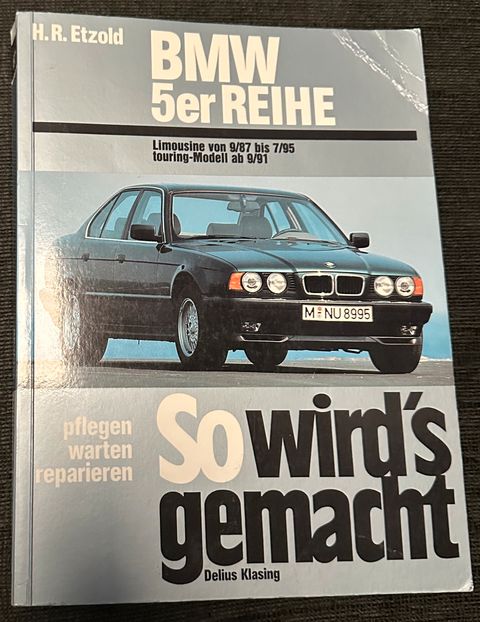 H.R. Etzold
BMW
5er REIHE
Limousine von 9/87 bis 7/95
touring-Modell ab 9/91
M NU 8995
pflegen
warten
reparieren
So wird's
gemacht
Delius Klasing